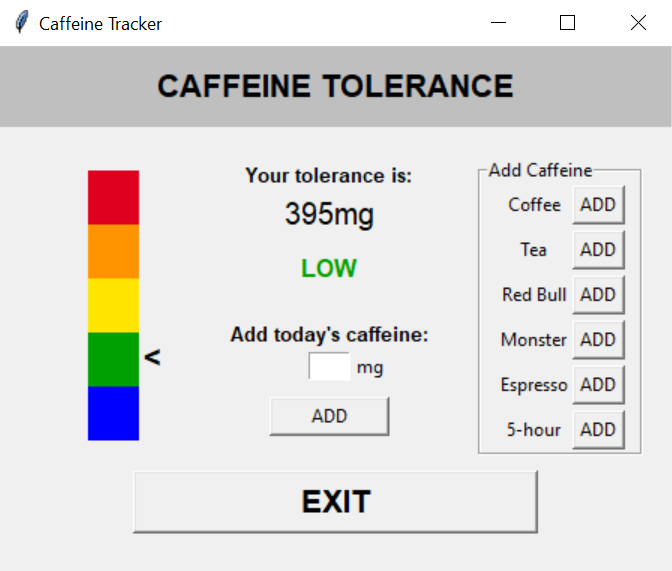 Caffeine Tracker
CAFFEINE TOLERANCE
Your tolerance is:
395mg
LOW
<
Add today's caffeine:
mg
ADD
Add Caffeine
Coffee ADD
Tea ADD
Red Bull ADD
Monster ADD
Espresso ADD
5-hour ADD
EXIT